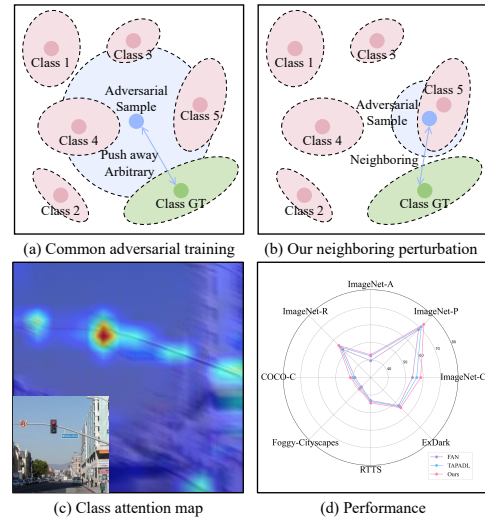 Class 1
Class 3
Adversarial
Sample
Class 5
Class 4
Push away
Arbitrary
Class 2
Class GT
(a) Common adversarial training
Class 1
Class 3
Class 5
Adversarial
Sample
Class 4
Neighboring
Class 2
Class GT
(b) Our neighboring perturbation
(c) Class attention map
ImageNet-A
ImageNet-R
ImageNet-P
COCO-C
ImageNet-C
Foggy-Cityscapes
ExDark
RTTS
40
FAN
TAPADL
Ours
(d) Performance